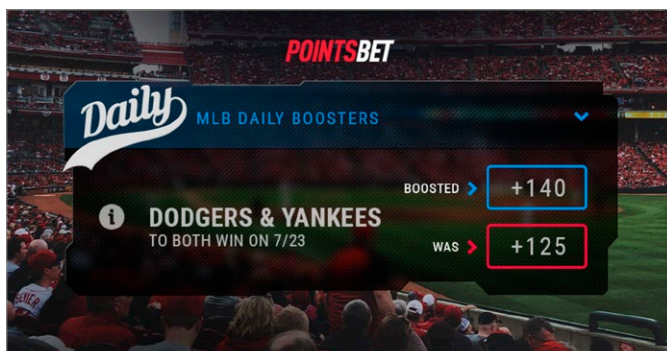 POINTSBET
Daily MLB DAILY BOOSTERS
BOOSTED +140
i DODGERS & YANKEES
TO BOTH WIN ON 7/23
WAS +125